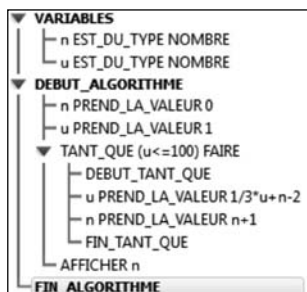 VARIABLES
n EST_DU_TYPE NOMBRE
u EST_DU_TYPE NOMBRE
DEBUT_ALGORITHME
n PREND_LA_VALEUR 0
u PREND_LA_VALEUR 1
TANT_QUE (u<=100) FAIRE
DEBUT_TANT_QUE
u PREND_LA_VALEUR 1/3*u+n-2
n PREND_LA_VALEUR n+1
FIN_TANT_QUE
AFFICHER n
FIN_ALGORITHME